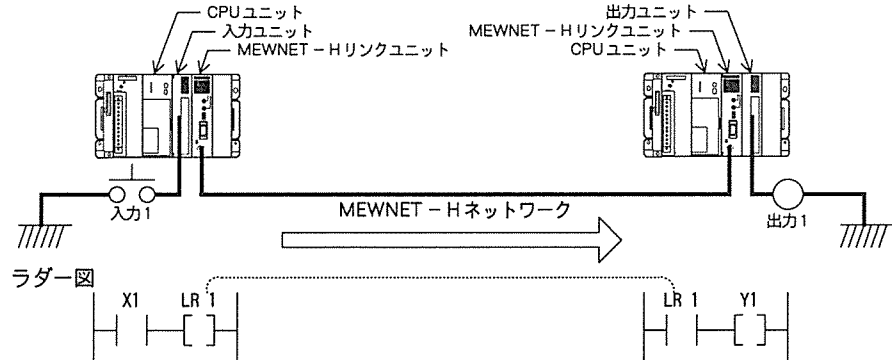 CPUユニット
入力ユニット
MEWNET－Hリンクユニット
出力ユニット
MEWNET－Hリンクユニット
CPUユニット
入力1
MEWNET－Hネットワーク
出力1
ラダー図
X1 LR 1
LR 1 Y1